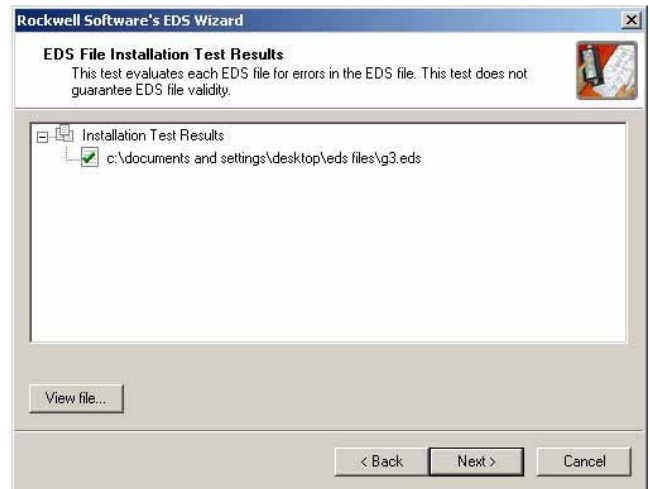 Rockwell Software's EDS Wizard
EDS File Installation Test Results
This test evaluates each EDS file for errors in the EDS file. This test does not
guarantee EDS file validity.
Installation Test Results
c:\documents and settings\desktop\eds files\g3.eds
View file...
< Back
Next >
Cancel